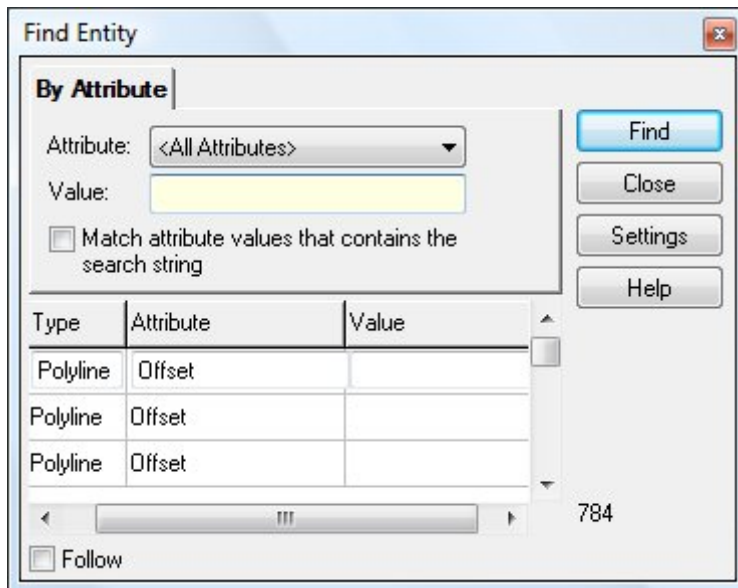 Find Entity
By Attribute
Attribute: <All Attributes>
Value:
Match attribute values that contains the
search string
Find
Close
Settings
Help
Type Attribute Value
Polyline Offset
Polyline Offset
Polyline Offset
784
Follow